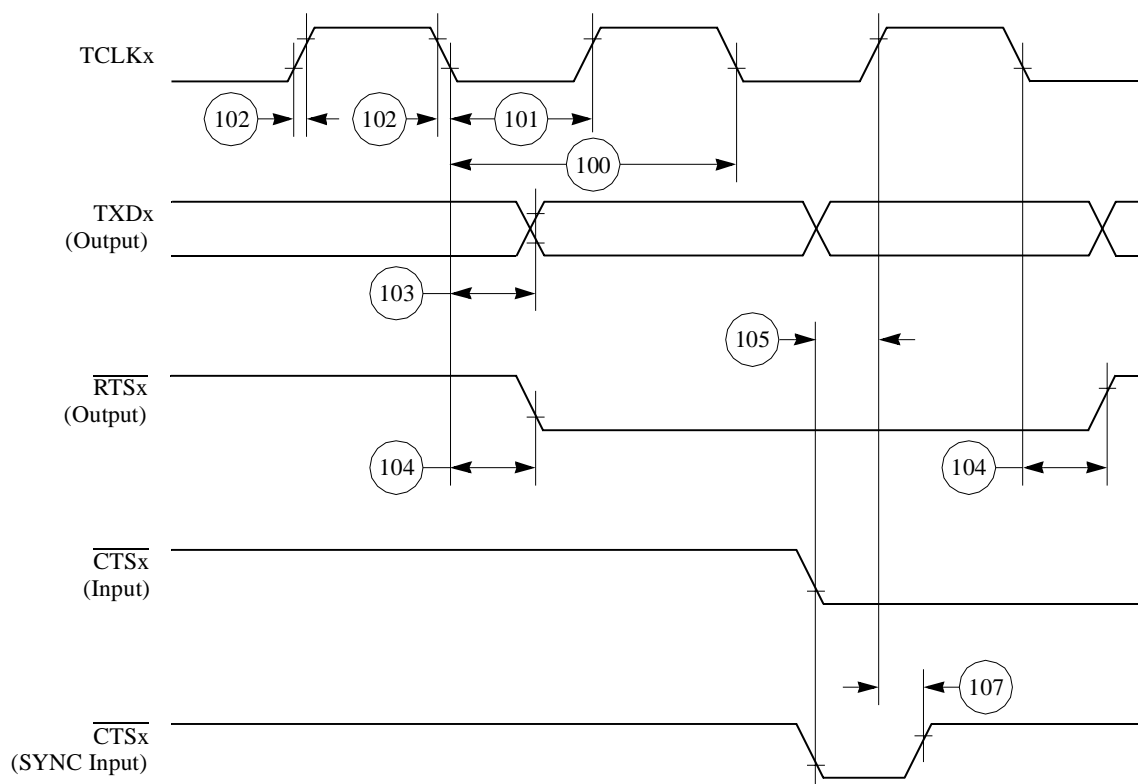 TCLKx
102
102
101
100
TXDx
(Output)
103
105
RTSx
(Output)
104
104
CTSx
(Input)
107
CTSx
(SYNC Input)